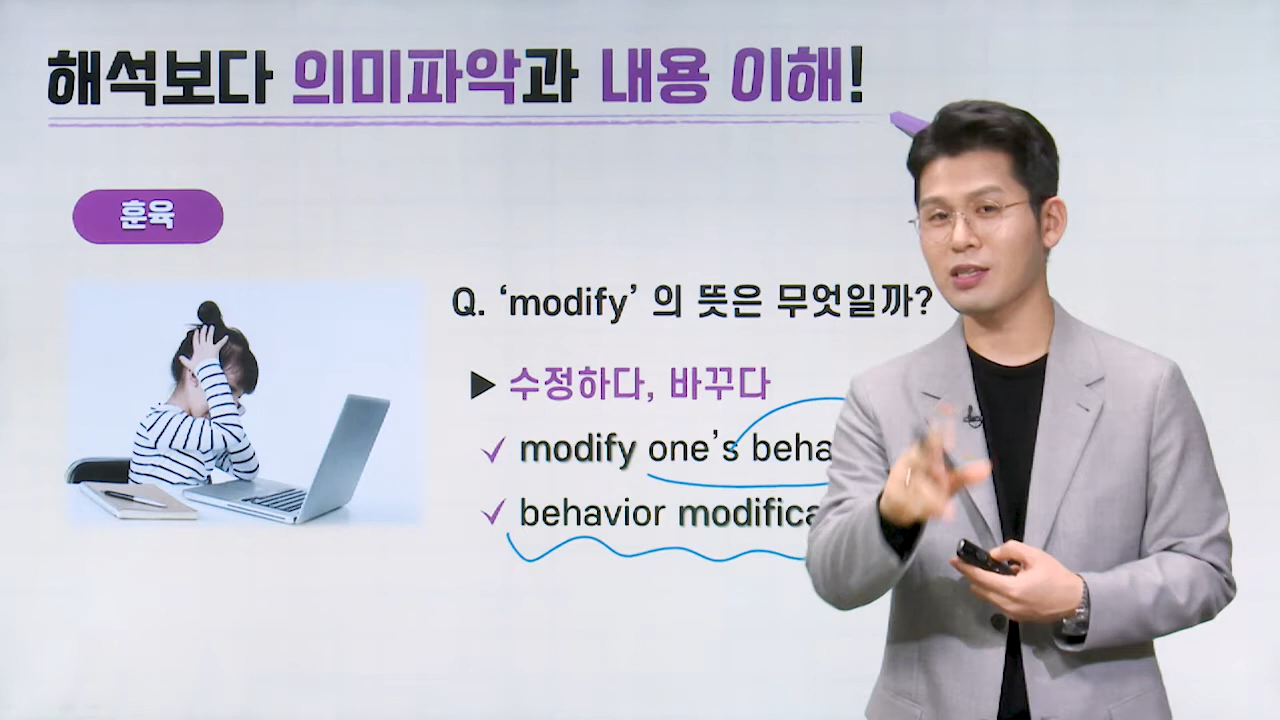 해석보다 의미파악과 내용 이해!
훈육
Q. ‘modify’ 의 뜻은 무엇일까?
▶ 수정하다, 바꾸다
✓ modify one’s beha
✓ behavior modifica